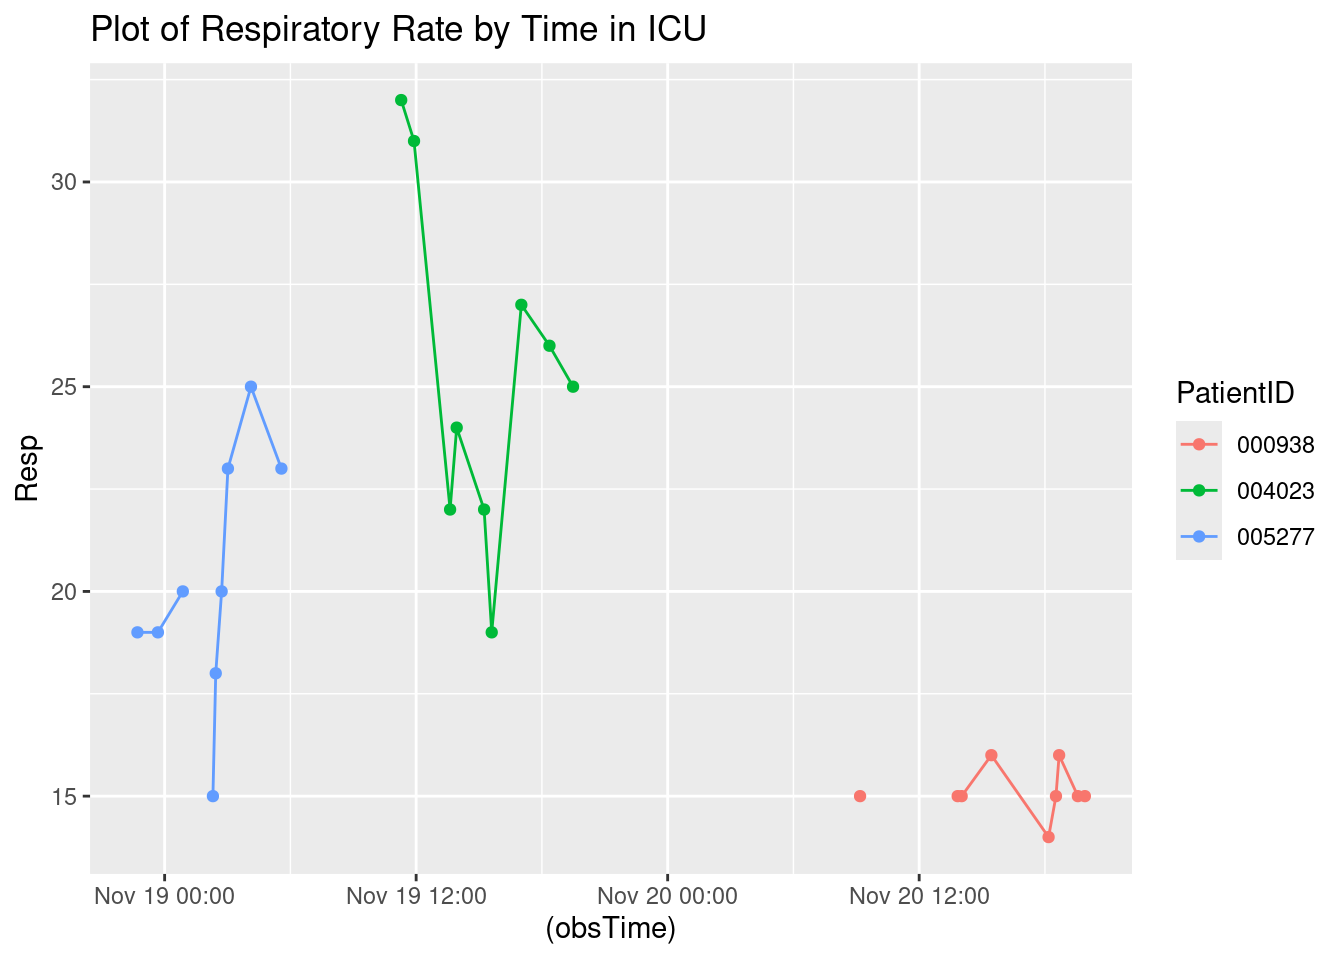 Plot of Respiratory Rate by Time in ICU
Resp
30
25
20
15
Nov 19 00:00
Nov 19 12:00
Nov 20 00:00
Nov 20 12:00
(obsTime)
PatientID
000938
004023
005277